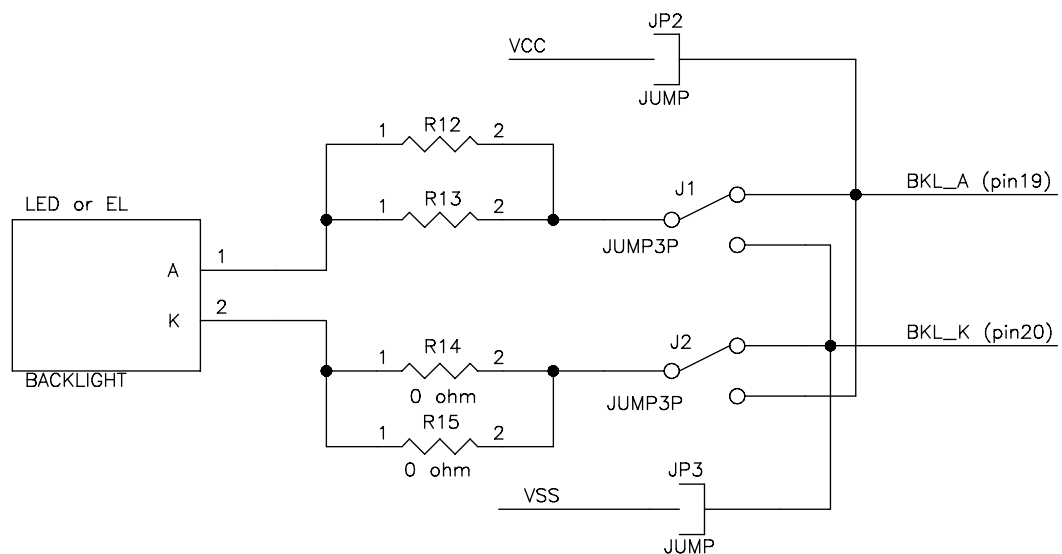 JP2
VCC
JUMP
R12
1 2
LED or EL
R13
1 2
J1
BKL_A (pin19)
JUMP3P
A
1
K
2
BACKLIGHT
R14
1 2
0 ohm
R15
1 2
0 ohm
J2
BKL_K (pin20)
JUMP3P
JP3
VSS
JUMP